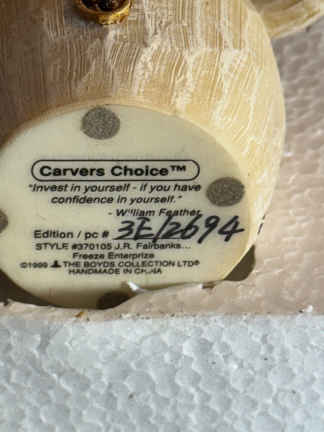 Carvers Choice™
"Invest in yourself - if you have
confidence in yourself."
- William Feather
Edition / pc # 3E/2694
STYLE #370105 J.R. Fairbanks...
Freeze Enterprize
©1999 THE BOYDS COLLECTION LTD®
HANDMADE IN CHINA